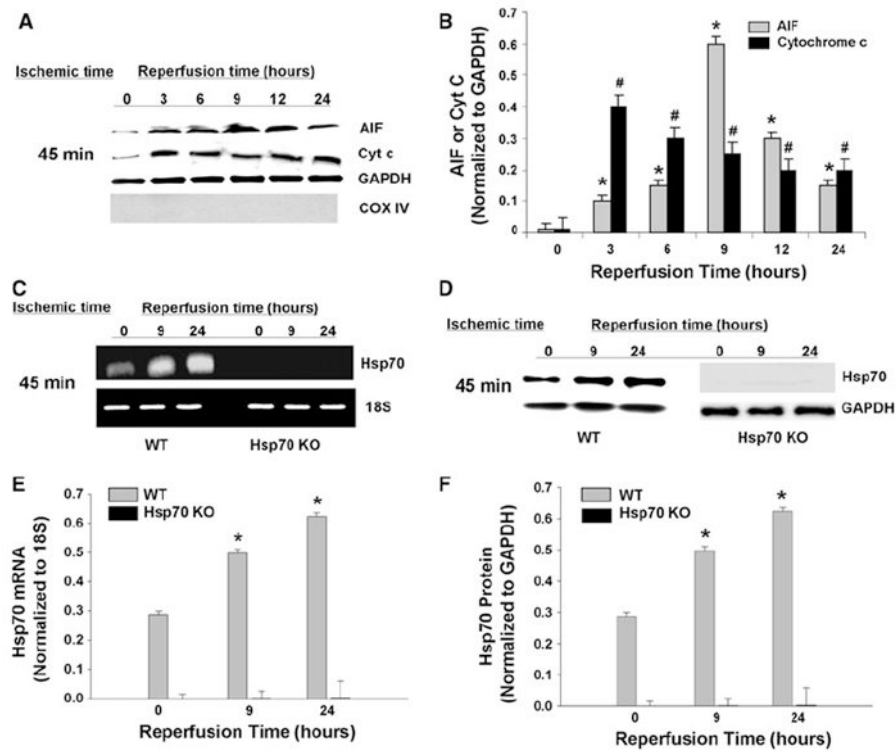 A
Ischemic time Reperfusion time (hours)
0 3 6 9 12 24
AIF
45 min
Cyt c
GAPDH
COX IV
B
AIF
Cytochrome c
AIF or Cyt C
(Normalized to GAPDH)
0.6
0.5
0.4
0.3
0.2
0.1
0
* # * # * # * # * #
0 3 6 9 12 24
Reperfusion Time (hours)
C
Ischemic time Reperfusion time (hours)
0 9 24 0 9 24
Hsp70
45 min
18S
WT Hsp70 KO
D
Ischemic time Reperfusion time (hours)
0 9 24 0 9 24
45 min
Hsp70
GAPDH
WT Hsp70 KO
E
WT
Hsp70 KO
Hsp70 mRNA
(Normalized to 18S)
0.7
0.6
0.5
0.4
0.3
0.2
0.1
0.0
* *
0 9 24
Reperfusion Time (hours)
F
WT
Hsp70 KO
Hsp70 Protein
(Normalized to GAPDH)
0.7
0.6
0.5
0.4
0.3
0.2
0.1
0.0
* *
0 9 24
Reperfusion Time (hours)